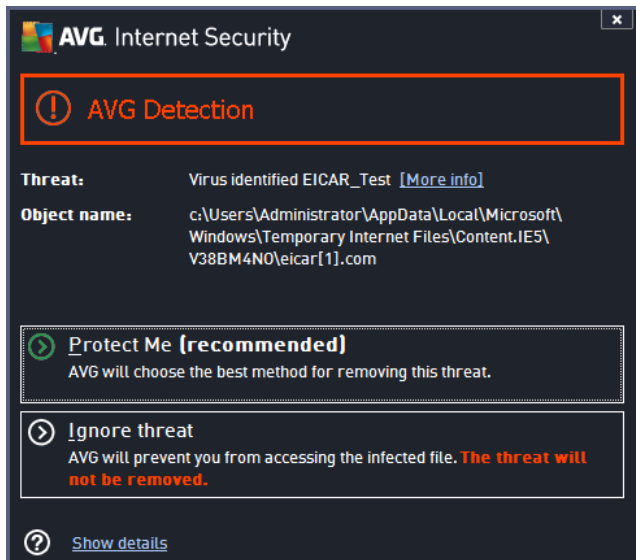 AVG. Internet Security
AVG Detection
Threat: Virus identified EICAR_Test [More info]
Object name: c:\Users\Administrator\AppData\Local\Microsoft\
Windows\Temporary Internet Files\Content.IE5\
V38BM4N0\eicar[1].com
Protect Me (recommended)
AVG will choose the best method for removing this threat.
Ignore threat
AVG will prevent you from accessing the infected file. The threat will
not be removed.
Show details